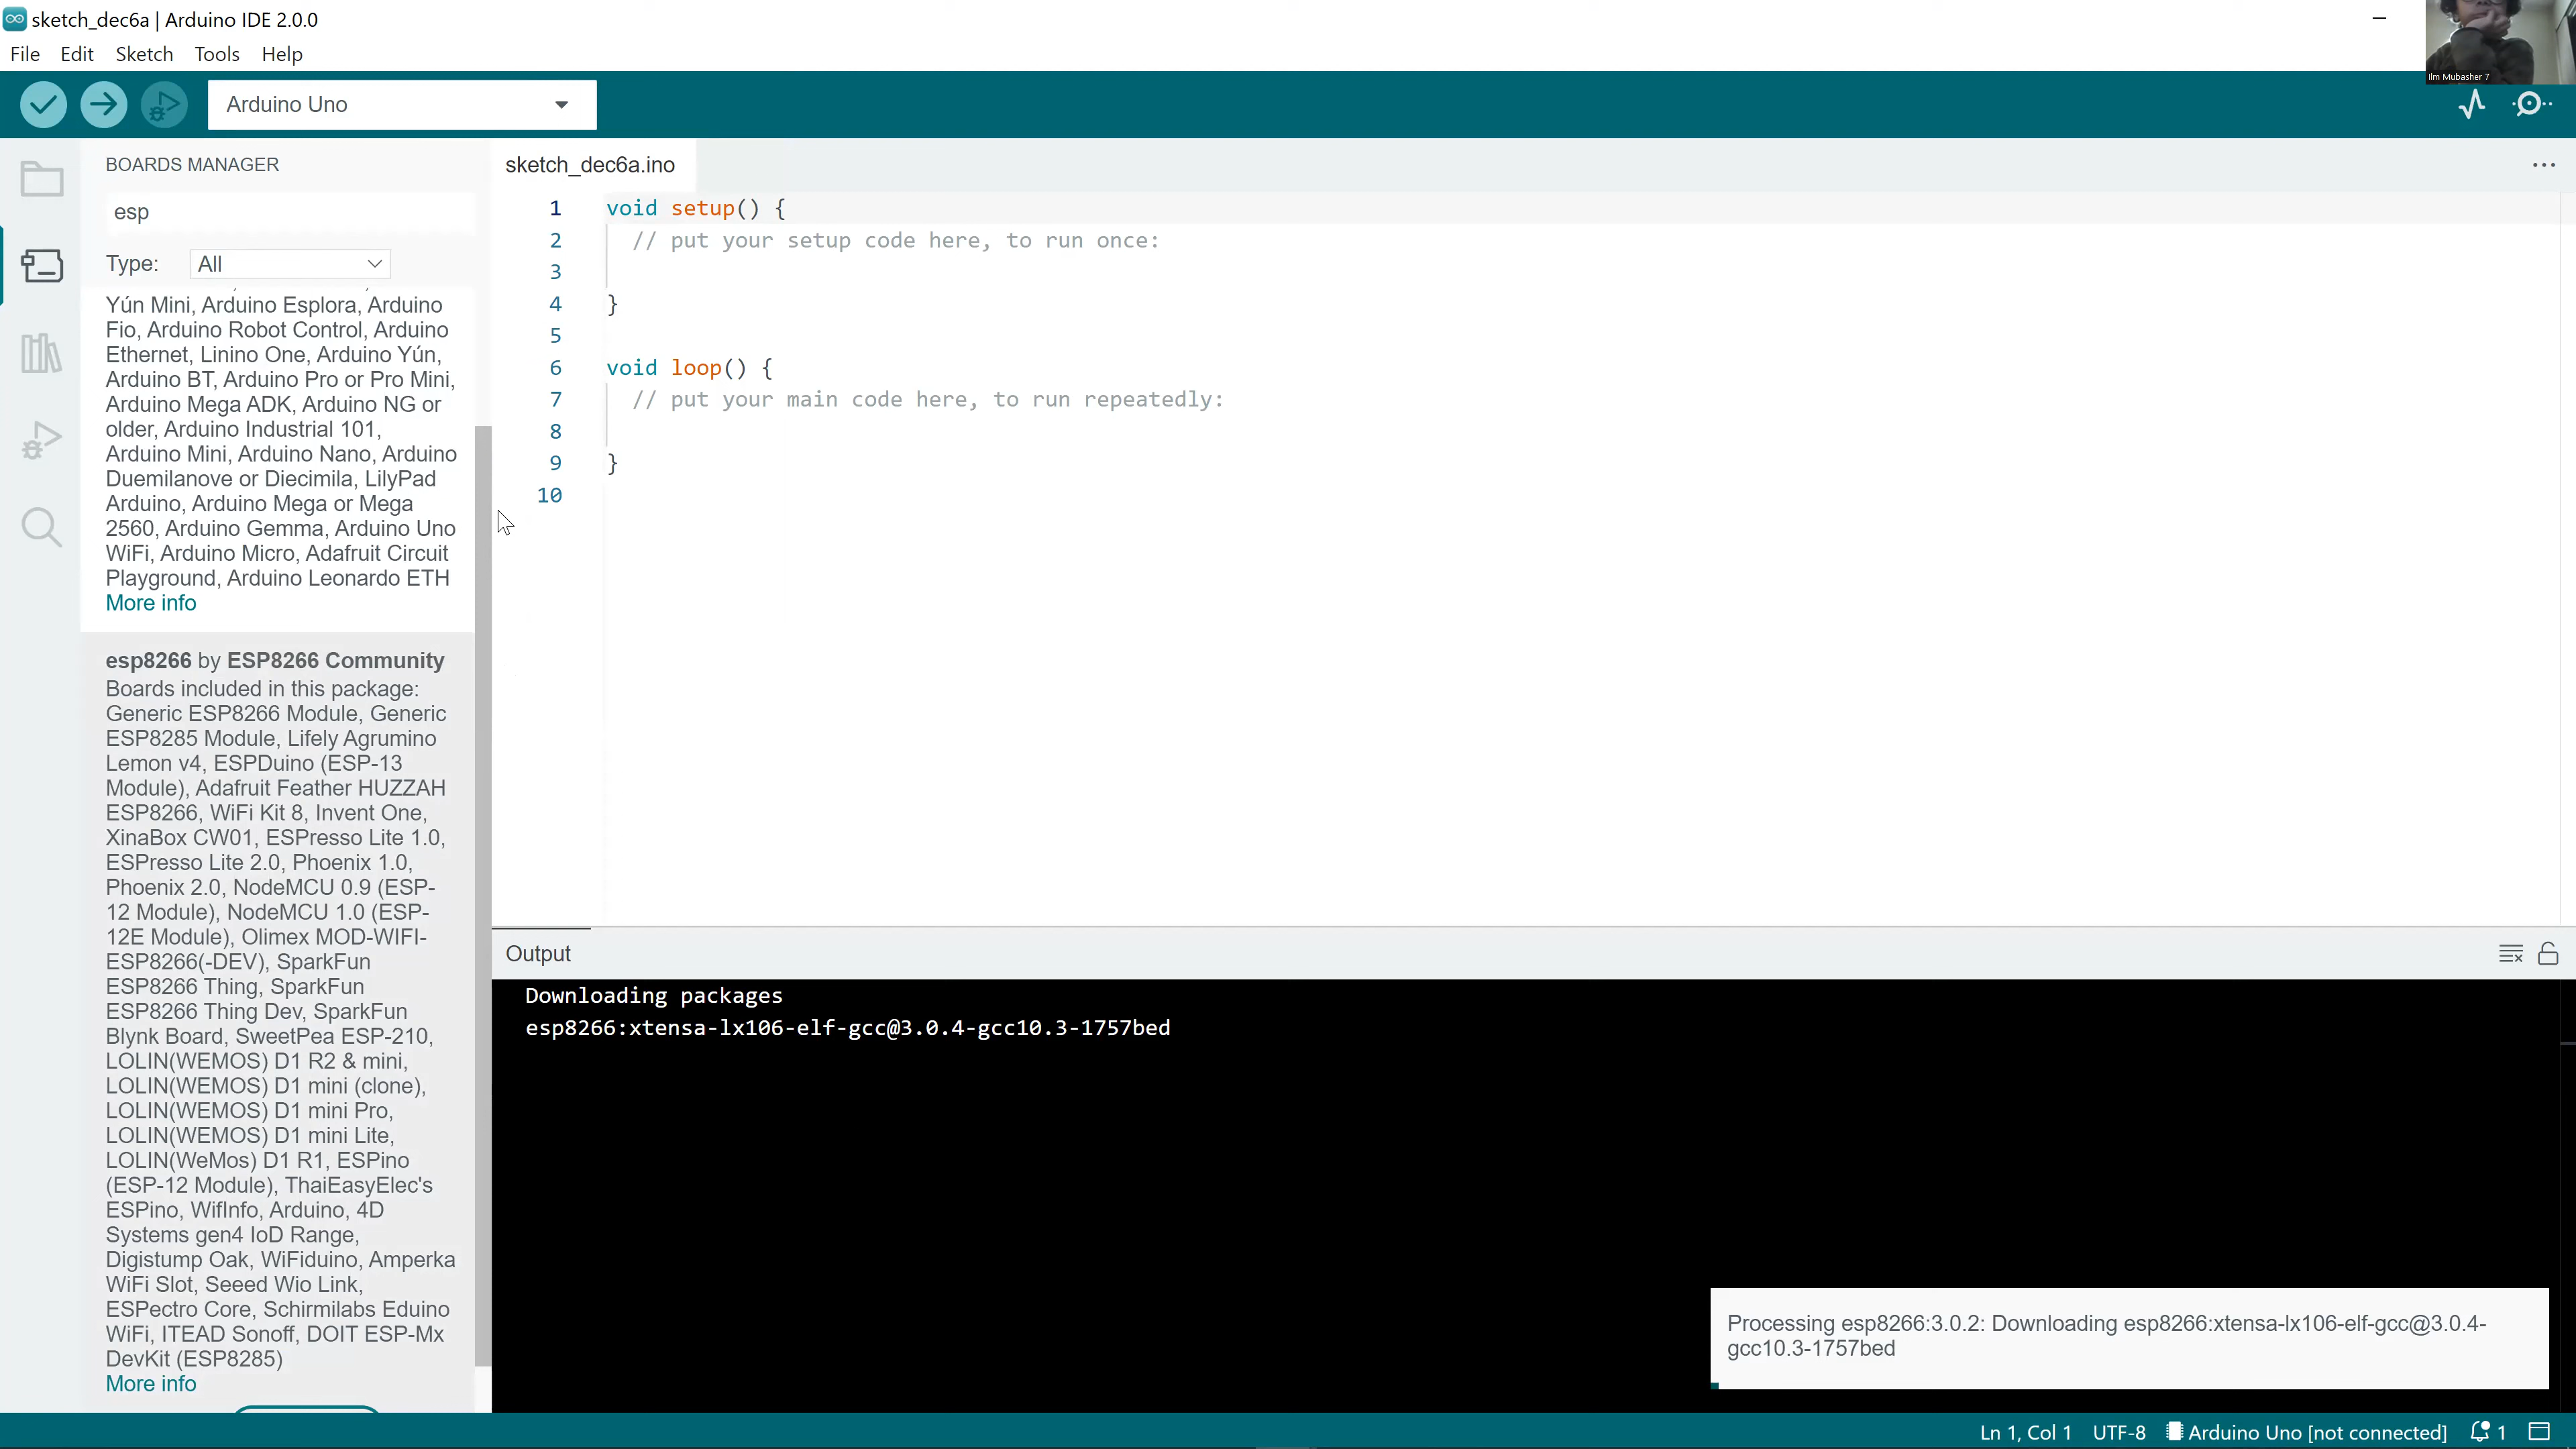 sketch_dec6a | Arduino IDE 2.0.0
File Edit Sketch Tools Help
Ilm Mubasher 7
Arduino Uno
BOARDS MANAGER
esp
Type: All
Yún Mini, Arduino Esplora, Arduino
Fio, Arduino Robot Control, Arduino
Ethernet, Linino One, Arduino Yún,
Arduino BT, Arduino Pro or Pro Mini,
Arduino Mega ADK, Arduino NG or
older, Arduino Industrial 101,
Arduino Mini, Arduino Nano, Arduino
Duemilanove or Diecimila, LilyPad
Arduino, Arduino Mega or Mega
2560, Arduino Gemma, Arduino Uno
WiFi, Arduino Micro, Adafruit Circuit
Playground, Arduino Leonardo ETH
More info
esp8266 by ESP8266 Community
Boards included in this package:
Generic ESP8266 Module, Generic
ESP8285 Module, Lifely Agrumino
Lemon v4, ESPDuino (ESP-13
Module), Adafruit Feather HUZZAH
ESP8266, WiFi Kit 8, Invent One,
XinaBox CW01, ESPresso Lite 1.0,
ESPresso Lite 2.0, Phoenix 1.0,
Phoenix 2.0, NodeMCU 0.9 (ESP-
12 Module), NodeMCU 1.0 (ESP-
12E Module), Olimex MOD-WIFI-
ESP8266(-DEV), SparkFun
ESP8266 Thing, SparkFun
ESP8266 Thing Dev, SparkFun
Blynk Board, SweetPea ESP-210,
LOLIN(WEMOS) D1 R2 & mini,
LOLIN(WEMOS) D1 mini (clone),
LOLIN(WEMOS) D1 mini Pro,
LOLIN(WEMOS) D1 mini Lite,
LOLIN(WeMos) D1 R1, ESPino
(ESP-12 Module), ThaiEasyElec's
ESPino, WifInfo, Arduino, 4D
Systems gen4 IoD Range,
Digistump Oak, WiFiduino, Amperka
WiFi Slot, Seeed Wio Link,
ESPectro Core, Schirmilabs Eduino
WiFi, ITEAD Sonoff, DOIT ESP-Mx
DevKit (ESP8285)
More info
sketch_dec6a.ino
1 void setup() {
2 // put your setup code here, to run once:
3
4 }
5
6 void loop() {
7 // put your main code here, to run repeatedly:
8
9 }
10
Output
Downloading packages
esp8266:xtensa-lx106-elf-gcc@3.0.4-gcc10.3-1757bed
Processing esp8266:3.0.2: Downloading esp8266:xtensa-lx106-elf-gcc@3.0.4-
gcc10.3-1757bed
Ln 1, Col 1 UTF-8 Arduino Uno [not connected] 1